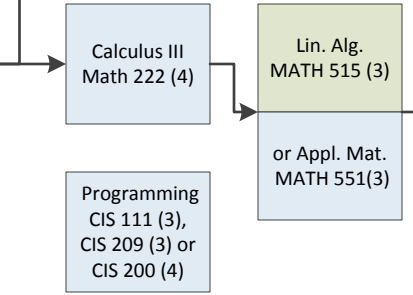 Calculus III
Math 222 (4)
Lin. Alg.
MATH 515 (3)
or Appl. Mat.
MATH 551(3)
Programming
CIS 111 (3),
CIS 209 (3) or
CIS 200 (4)